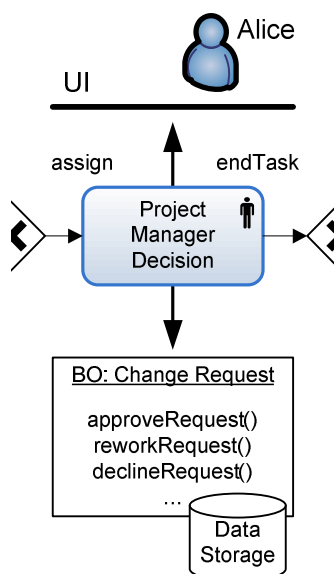 Alice
UI
assign
endTask
Project
Manager
Decision
BO: Change Request
approveRequest()
reworkRequest()
declineRequest()
...
Data
Storage